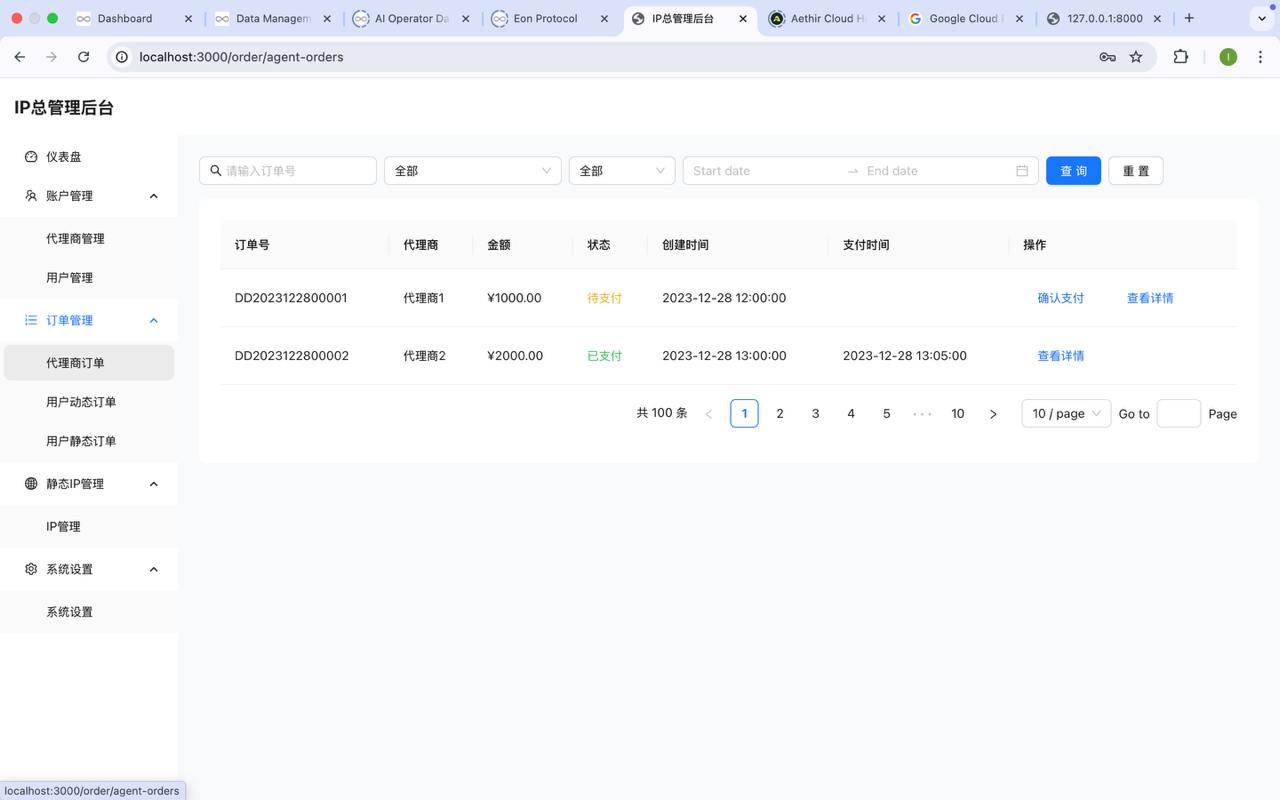 Dashboard
Data Managem
AI Operator Da
Eon Protocol
IP总管理后台
Aethir Cloud H
Google Cloud
127.0.0.1:8000
localhost:3000/order/agent-orders
I
IP总管理后台
仪表盘
账户管理
代理商管理
用户管理
订单管理
代理商订单
用户动态订单
用户静态订单
静态IP管理
IP管理
系统设置
系统设置
请输入订单号 全部 全部 Start date End date 查 询 重 置
订单号 代理商 金额 状态 创建时间 支付时间 操作
DD2023122800001 代理商1 ¥1000.00 待支付 2023-12-28 12:00:00 确认支付 查看详情
DD2023122800002 代理商2 ¥2000.00 已支付 2023-12-28 13:00:00 2023-12-28 13:05:00 查看详情
共 100 条 1 2 3 4 5 ··· 10 10 / page Go to Page
localhost:3000/order/agent-orders